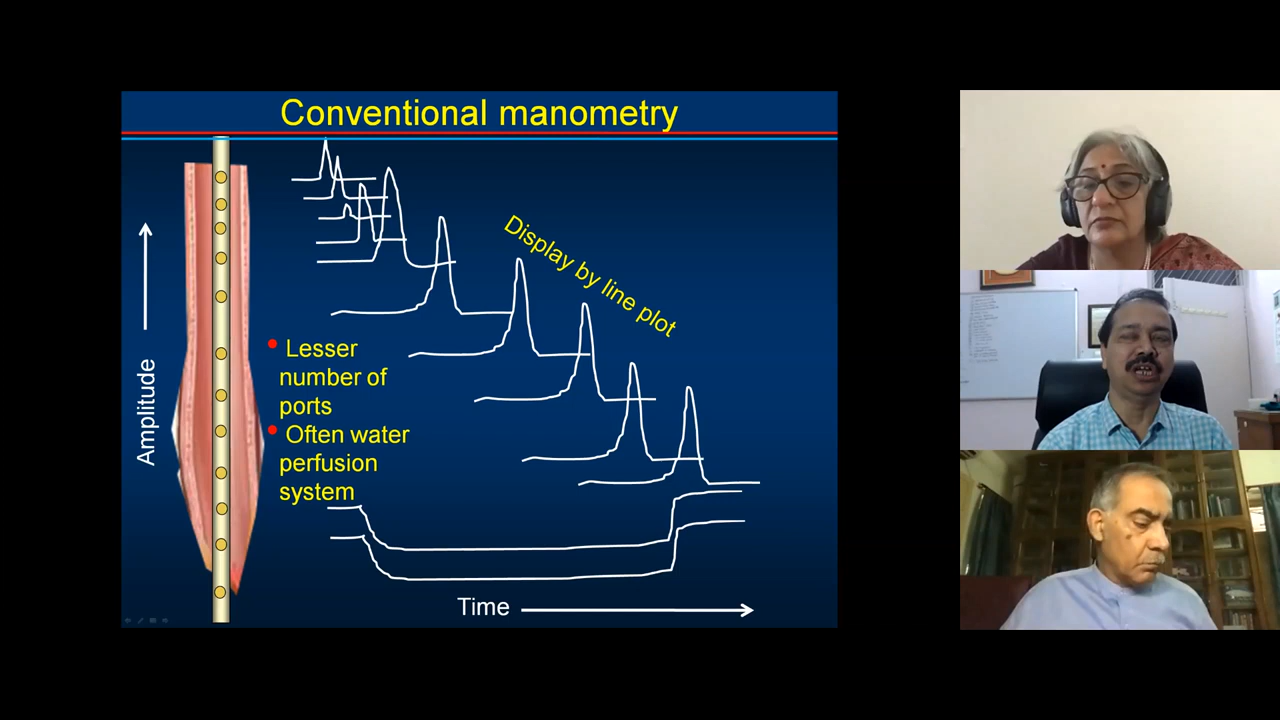 Conventional manometry
Display by line plot
Amplitude
• Lesser
number of
ports
• Often water
perfusion
system
Time